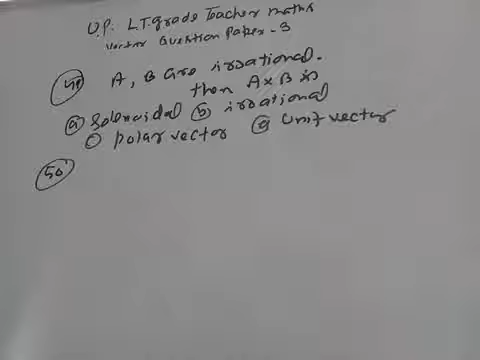 U.P. L.T. grade Teacher maths
vector Question Paper - 3
49 A, B are irrational.
then A x B is
(a) Solenoidal (b) irrational
(c) polar vector (d) unit vector
50